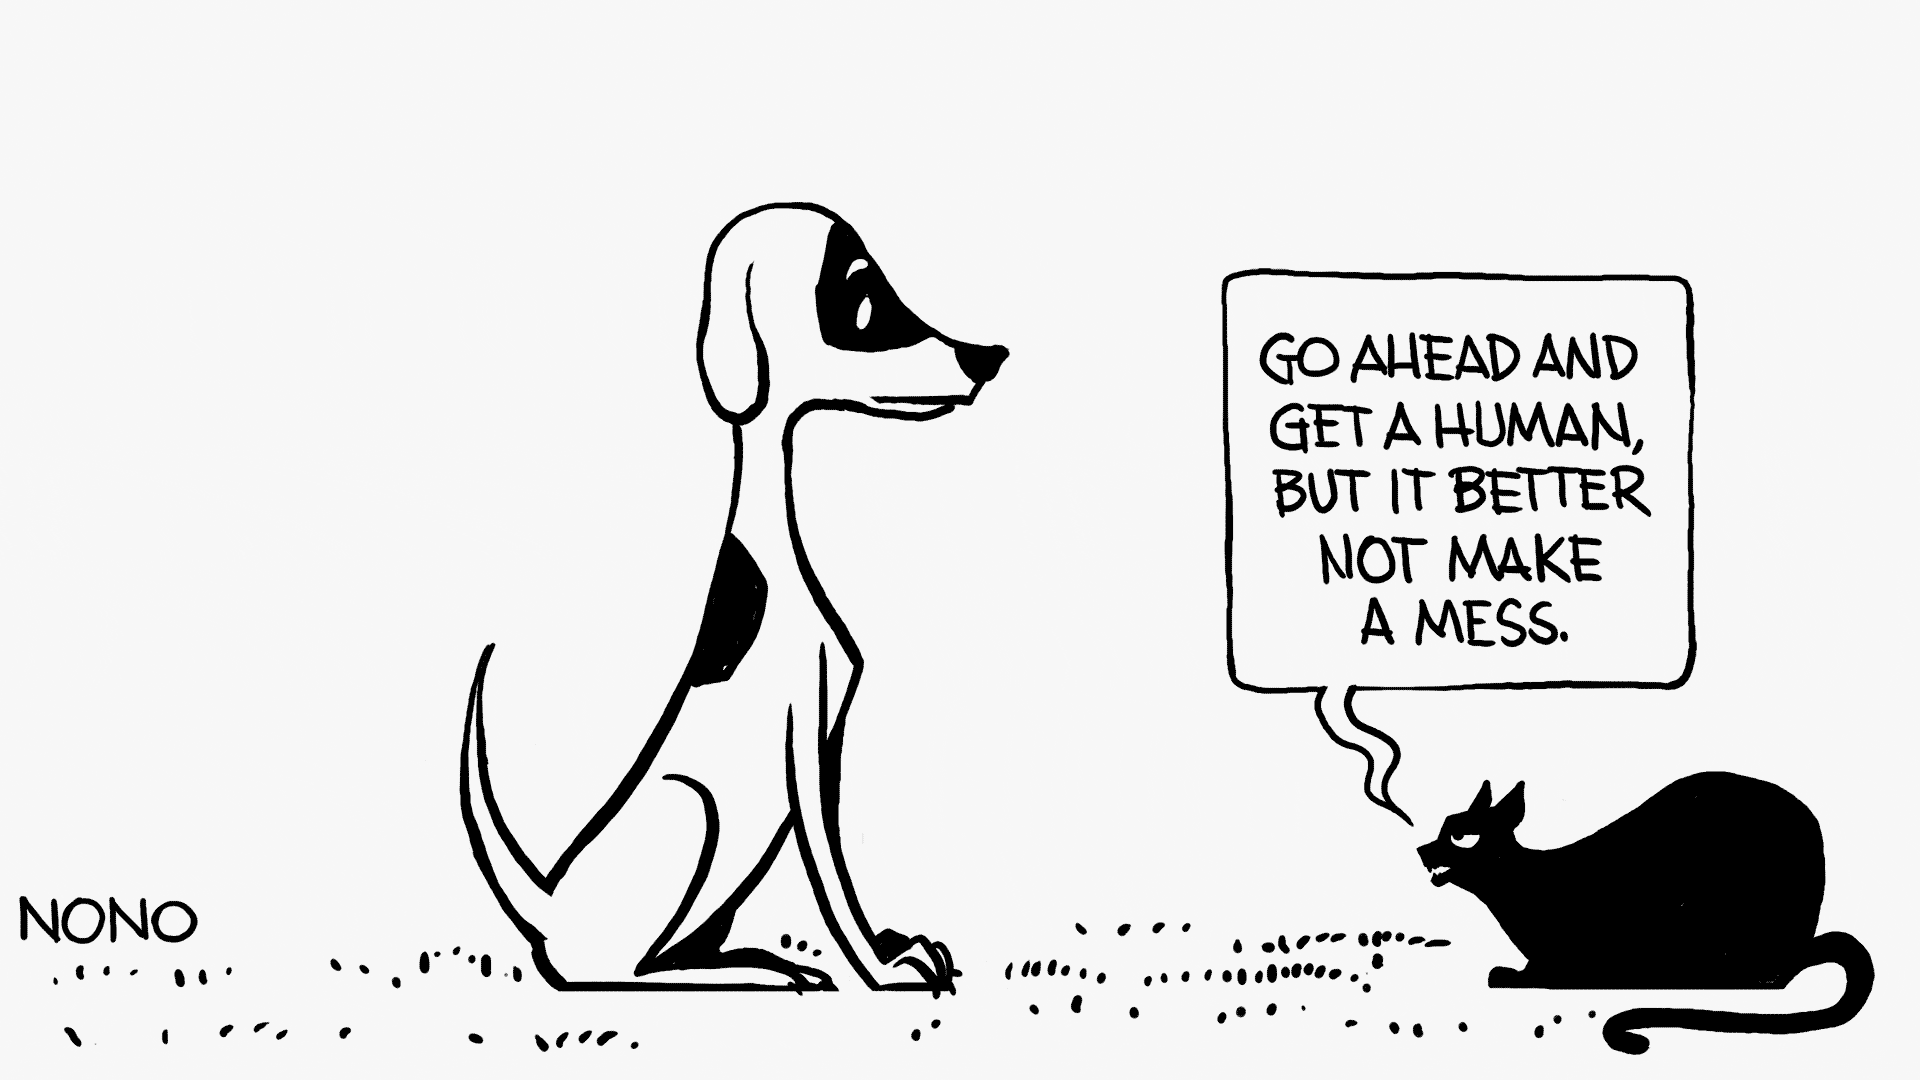 GO AHEAD AND
GET A HUMAN,
BUT IT BETTER
NOT MAKE
A MESS.
NONO